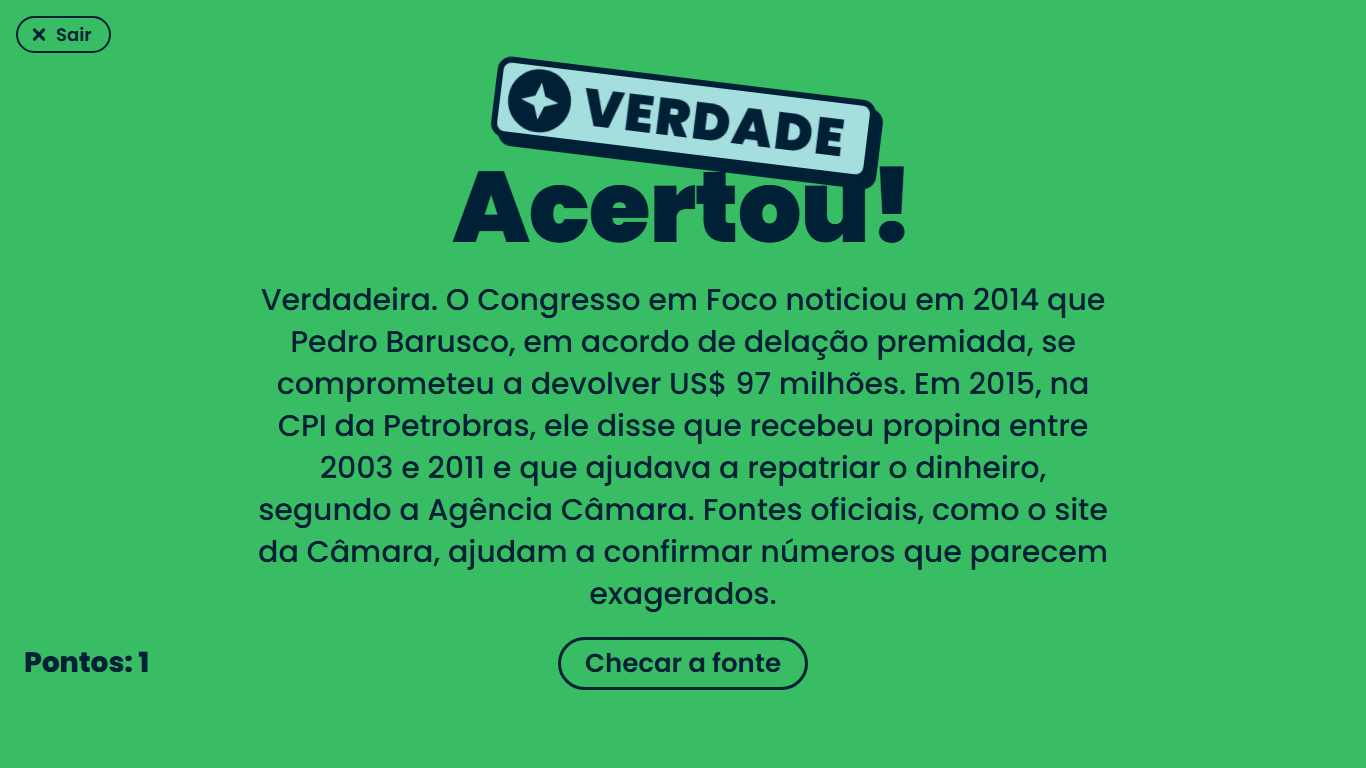 Sair
VERDADE
Acertou!
Verdadeira. O Congresso em Foco noticiou em 2014 que
Pedro Barusco, em acordo de delação premiada, se
comprometeu a devolver US$ 97 milhões. Em 2015, na
CPI da Petrobras, ele disse que recebeu propina entre
2003 e 2011 e que ajudava a repatriar o dinheiro,
segundo a Agência Câmara. Fontes oficiais, como o site
da Câmara, ajudam a confirmar números que parecem
exagerados.
Pontos: 1
Checar a fonte